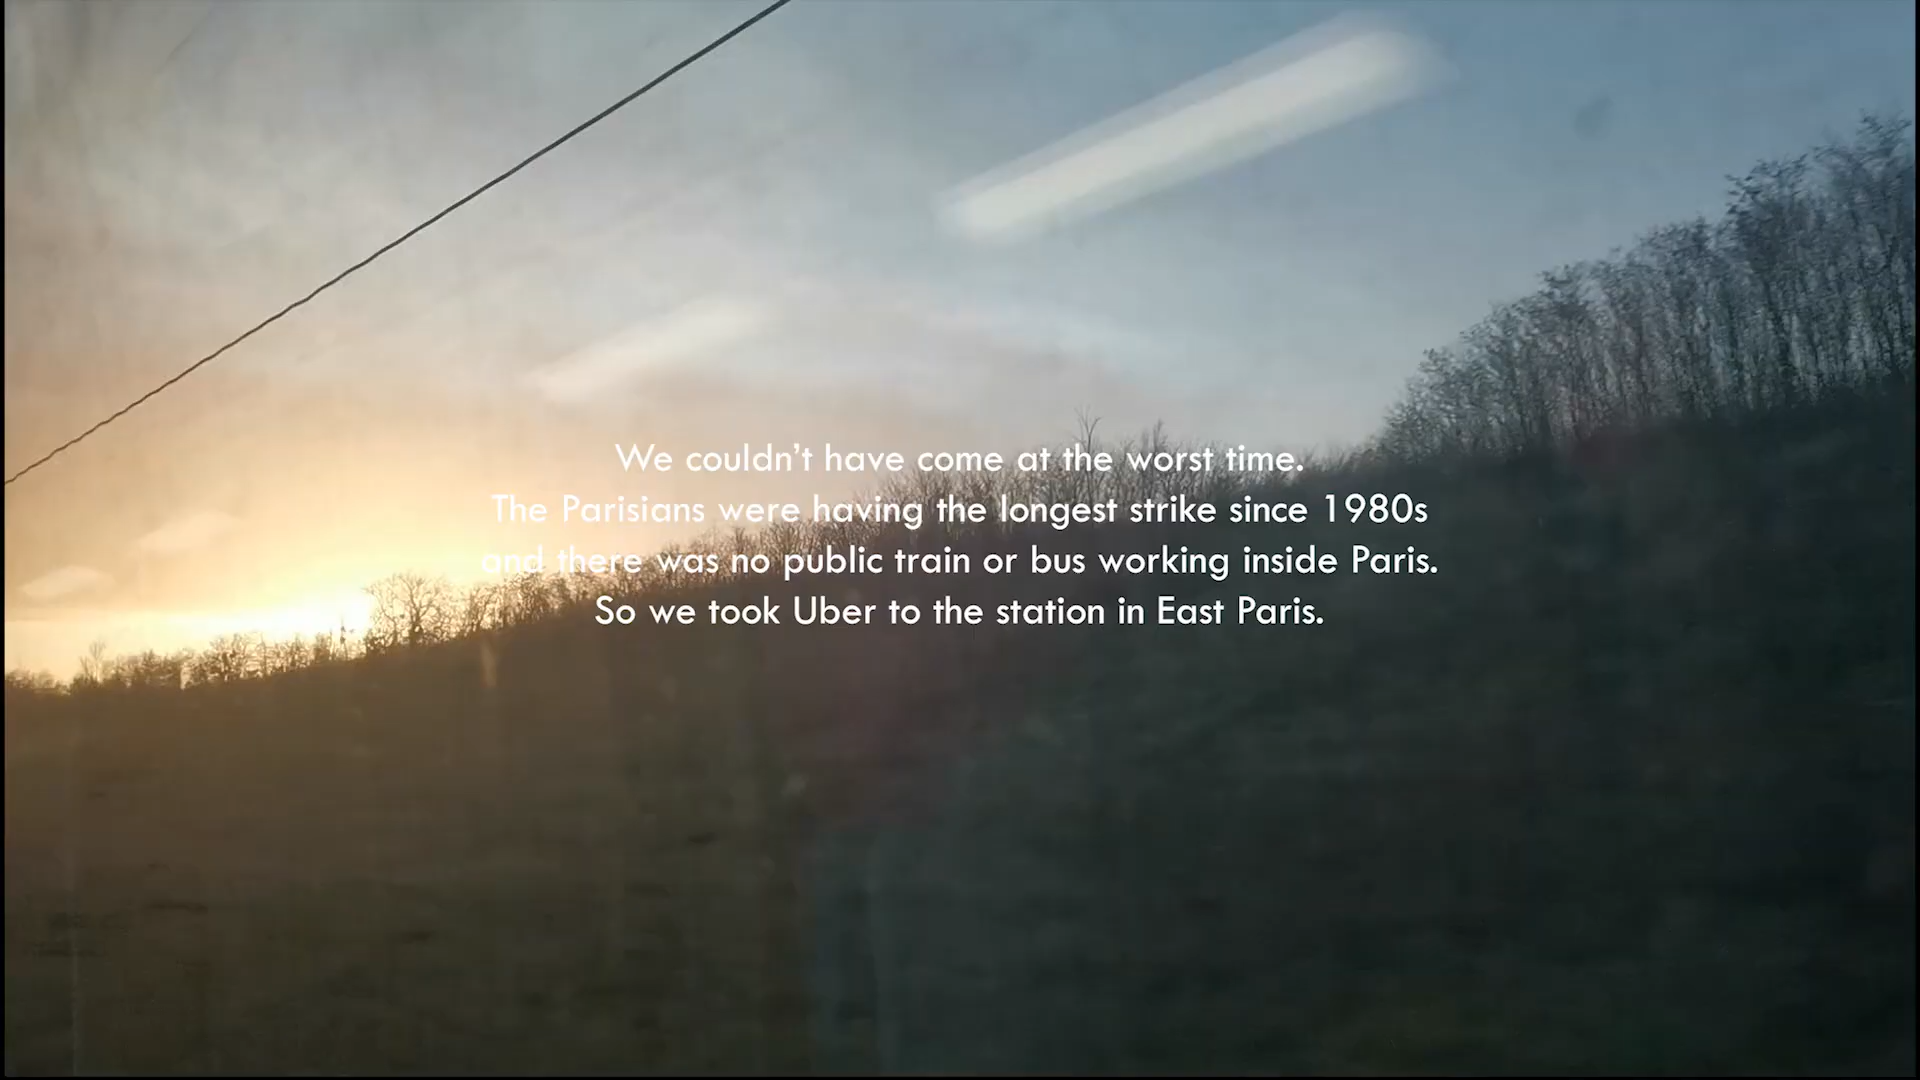 We couldn't have come at the worst time.
The Parisians were having the longest strike since 1980s
and there was no public train or bus working inside Paris.
So we took Uber to the station in East Paris.